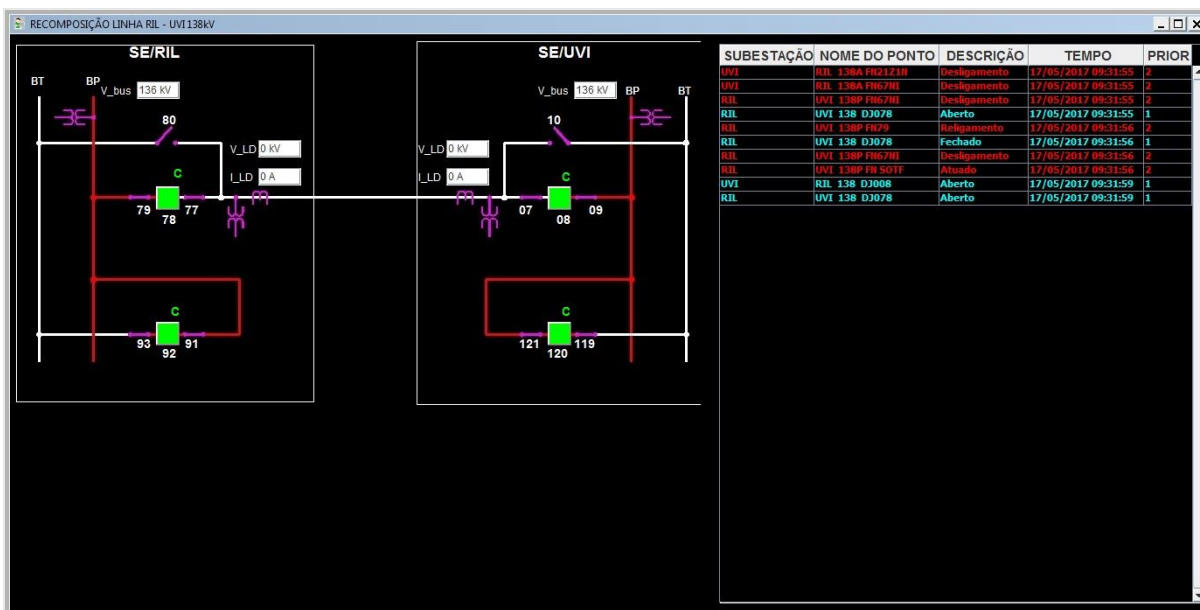 RECOMPOSIÇÃO LINHA RIL - UVI 138kV
SE/RIL
BT
BP
V_bus 136 kV
80
V_LD 0 kV
I_LD 0 A
C
79 77
78
C
93 91
92
SE/UVI
V_bus 136 kV
BP
BT
10
V_LD 0 kV
I_LD 0 A
C
07 09
08
C
121 119
120
SUBESTAÇÃO NOME DO PONTO DESCRIÇÃO TEMPO PRIOR
UVI RIL 138A FN21Z1N Desligamento 17/05/2017 09:31:55 2
UVI RIL 138A FN67NI Desligamento 17/05/2017 09:31:55 2
RIL UVI 138P FN67NI Desligamento 17/05/2017 09:31:55 2
RIL UVI 138 DJ078 Aberto 17/05/2017 09:31:55 1
RIL UVI 138P FN79 Religamento 17/05/2017 09:31:56 2
RIL UVI 138 DJ078 Fechado 17/05/2017 09:31:56 1
RIL UVI 138P FN67NI Desligamento 17/05/2017 09:31:56 2
RIL UVI 138P FN SOTF Atuado 17/05/2017 09:31:56 2
UVI RIL 138 DJ008 Aberto 17/05/2017 09:31:59 1
RIL UVI 138 DJ078 Aberto 17/05/2017 09:31:59 1